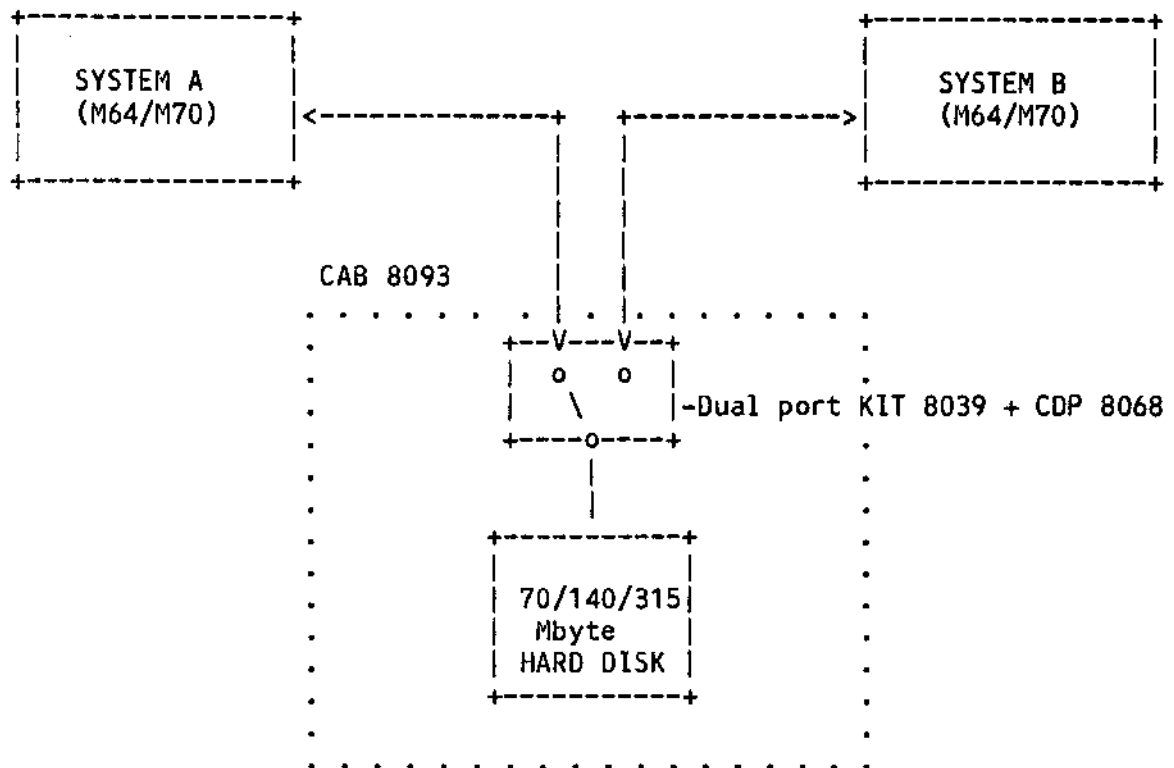 SYSTEM A
(M64/M70)
SYSTEM B
(M64/M70)
CAB 8093
Dual port KIT 8039 + CDP 8068
70/140/315
Mbyte
HARD DISK